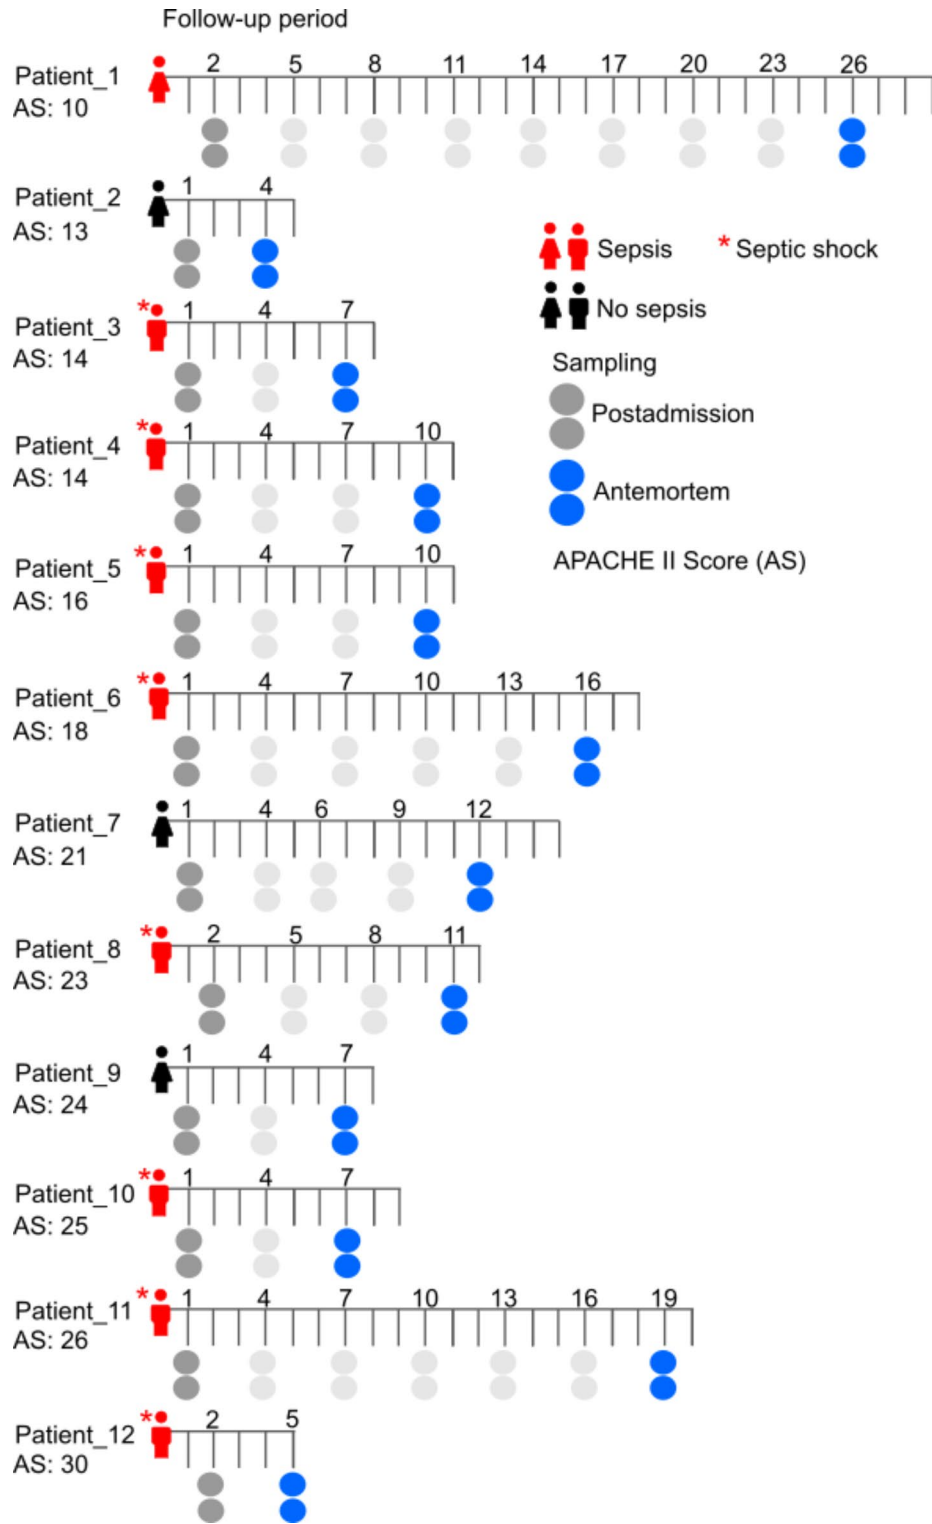 Follow-up period
Patient_1
AS: 10
2 5 8 11 14 17 20 23 26
Patient_2
AS: 13
1 4
Sepsis
* Septic shock
No sepsis
Patient_3
AS: 14
* 1 4 7
Sampling
Postadmission
Antemortem
APACHE II Score (AS)
Patient_4
AS: 14
* 1 4 7 10
Patient_5
AS: 16
* 1 4 7 10
Patient_6
AS: 18
* 1 4 7 10 13 16
Patient_7
AS: 21
1 4 6 9 12
Patient_8
AS: 23
* 2 5 8 11
Patient_9
AS: 24
1 4 7
Patient_10
AS: 25
* 1 4 7
Patient_11
AS: 26
* 1 4 7 10 13 16 19
Patient_12
AS: 30
* 2 5